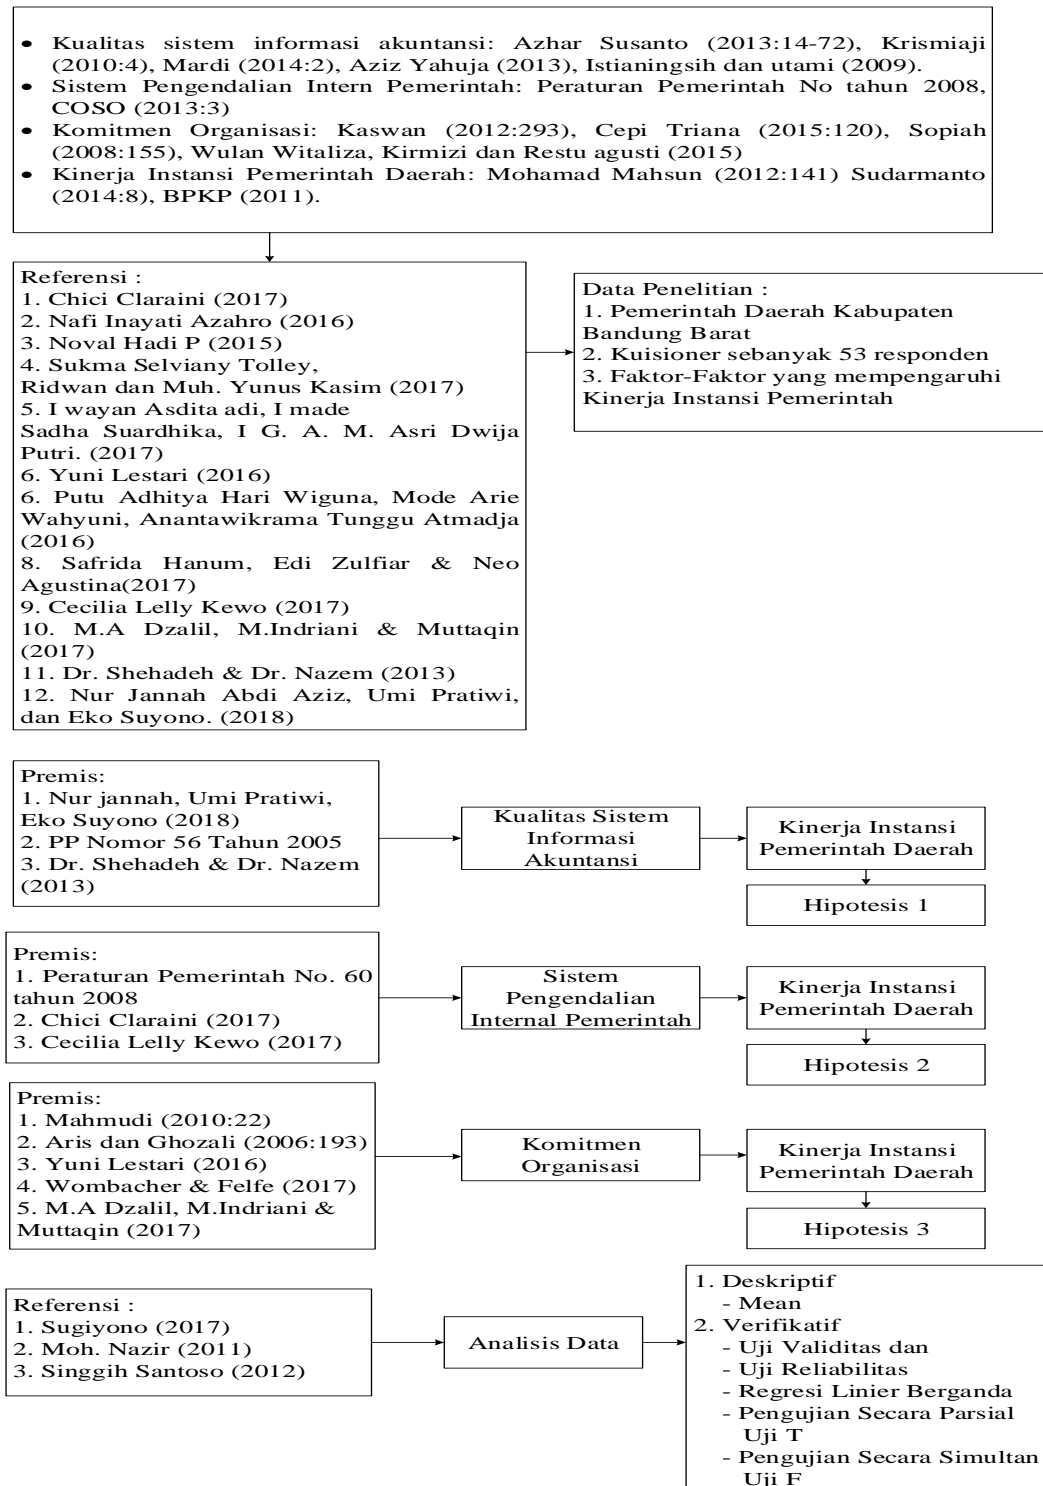 • Kualitas sistem informasi akuntansi: Azhar Susanto (2013:14-72), Krismiaji
(2010:4), Mardi (2014:2), Aziz Yahuja (2013), Istianingsih dan utami (2009).
• Sistem Pengendalian Intern Pemerintah: Peraturan Pemerintah No tahun 2008,
COSO (2013:3)
• Komitmen Organisasi: Kaswan (2012:293), Cepi Triana (2015:120), Sopiah
(2008:155), Wulan Witaliza, Kirmizi dan Restu agusti (2015)
• Kinerja Instansi Pemerintah Daerah: Mohamad Mahsun (2012:141) Sudarmanto
(2014:8), BPKP (2011).
Referensi :
1. Chici Claraini (2017)
2. Nafi Inayati Azahro (2016)
3. Noval Hadi P (2015)
4. Sukma Selviany Tolley,
Ridwan dan Muh. Yunus Kasim (2017)
5. I wayan Asdita adi, I made
Sadha Suardhika, I G. A. M. Asri Dwija
Putri. (2017)
6. Yuni Lestari (2016)
6. Putu Adhitya Hari Wiguna, Mode Arie
Wahyuni, Anantawikrama Tunggu Atmadja
(2016)
8. Safrida Hanum, Edi Zulfiar & Neo
Agustina(2017)
9. Cecilia Lelly Kewo (2017)
10. M.A Dzalil, M.Indriani & Muttaqin
(2017)
11. Dr. Shehadeh & Dr. Nazem (2013)
12. Nur Jannah Abdi Aziz, Umi Pratiwi,
dan Eko Suyono. (2018)
Data Penelitian :
1. Pemerintah Daerah Kabupaten
Bandung Barat
2. Kuisioner sebanyak 53 responden
3. Faktor-Faktor yang mempengaruhi
Kinerja Instansi Pemerintah
Premis:
1. Nur jannah, Umi Pratiwi,
Eko Suyono (2018)
2. PP Nomor 56 Tahun 2005
3. Dr. Shehadeh & Dr. Nazem
(2013)
Kualitas Sistem
Informasi
Akuntansi
Kinerja Instansi
Pemerintah Daerah
Hipotesis 1
Premis:
1. Peraturan Pemerintah No. 60
tahun 2008
2. Chici Claraini (2017)
3. Cecilia Lelly Kewo (2017)
Sistem
Pengendalian
Internal Pemerintah
Kinerja Instansi
Pemerintah Daerah
Hipotesis 2
Premis:
1. Mahmudi (2010:22)
2. Aris dan Ghozali (2006:193)
3. Yuni Lestari (2016)
4. Wombacher & Felfe (2017)
5. M.A Dzalil, M.Indriani &
Muttaqin (2017)
Komitmen
Organisasi
Kinerja Instansi
Pemerintah Daerah
Hipotesis 3
Referensi :
1. Sugiyono (2017)
2. Moh. Nazir (2011)
3. Singgih Santoso (2012)
Analisis Data
1. Deskriptif
- Mean
2. Verifikatif
- Uji Validitas dan
- Uji Reliabilitas
- Regresi Linier Berganda
- Pengujian Secara Parsial
Uji T
- Pengujian Secara Simultan
Uji F